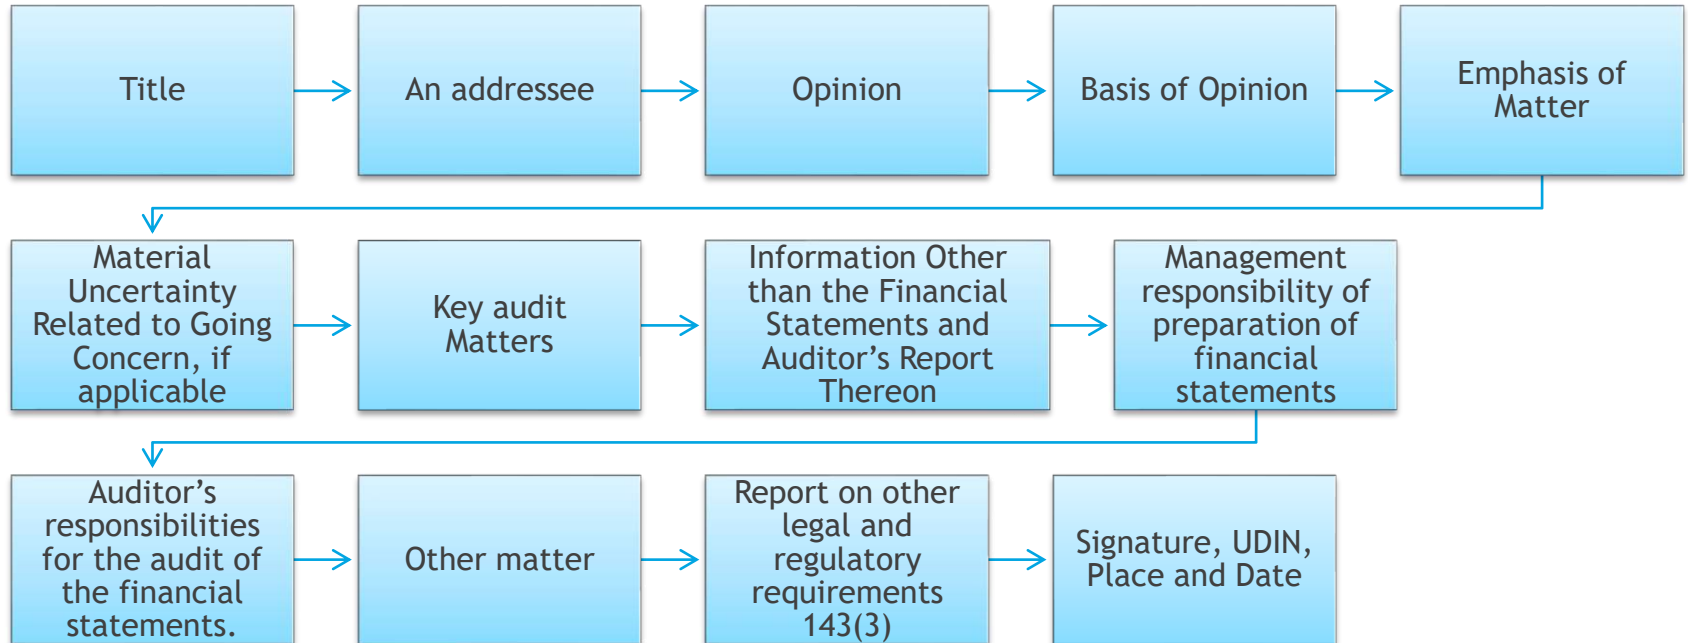 Title
An addressee
Opinion
Basis of Opinion
Emphasis of
Matter
Material
Uncertainty
Related to Going
Concern, if
applicable
Key audit
Matters
Information Other
than the Financial
Statements and
Auditor’s Report
Thereon
Management
responsibility of
preparation of
financial
statements
Auditor’s
responsibilities
for the audit of
the financial
statements.
Other matter
Report on other
legal and
regulatory
requirements
143(3)
Signature, UDIN,
Place and Date